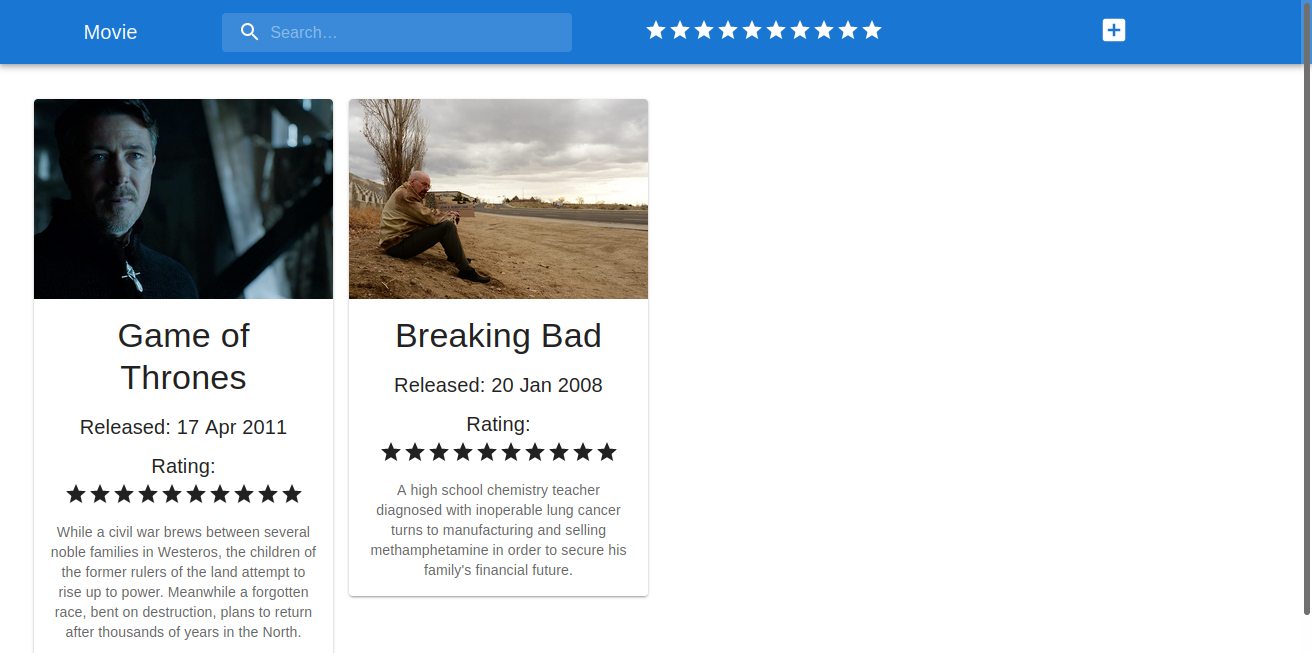 Movie
Search…
Game of
Thrones
Released: 17 Apr 2011
Rating:
While a civil war brews between several
noble families in Westeros, the children of
the former rulers of the land attempt to
rise up to power. Meanwhile a forgotten
race, bent on destruction, plans to return
after thousands of years in the North.
Breaking Bad
Released: 20 Jan 2008
Rating:
A high school chemistry teacher
diagnosed with inoperable lung cancer
turns to manufacturing and selling
methamphetamine in order to secure his
family's financial future.